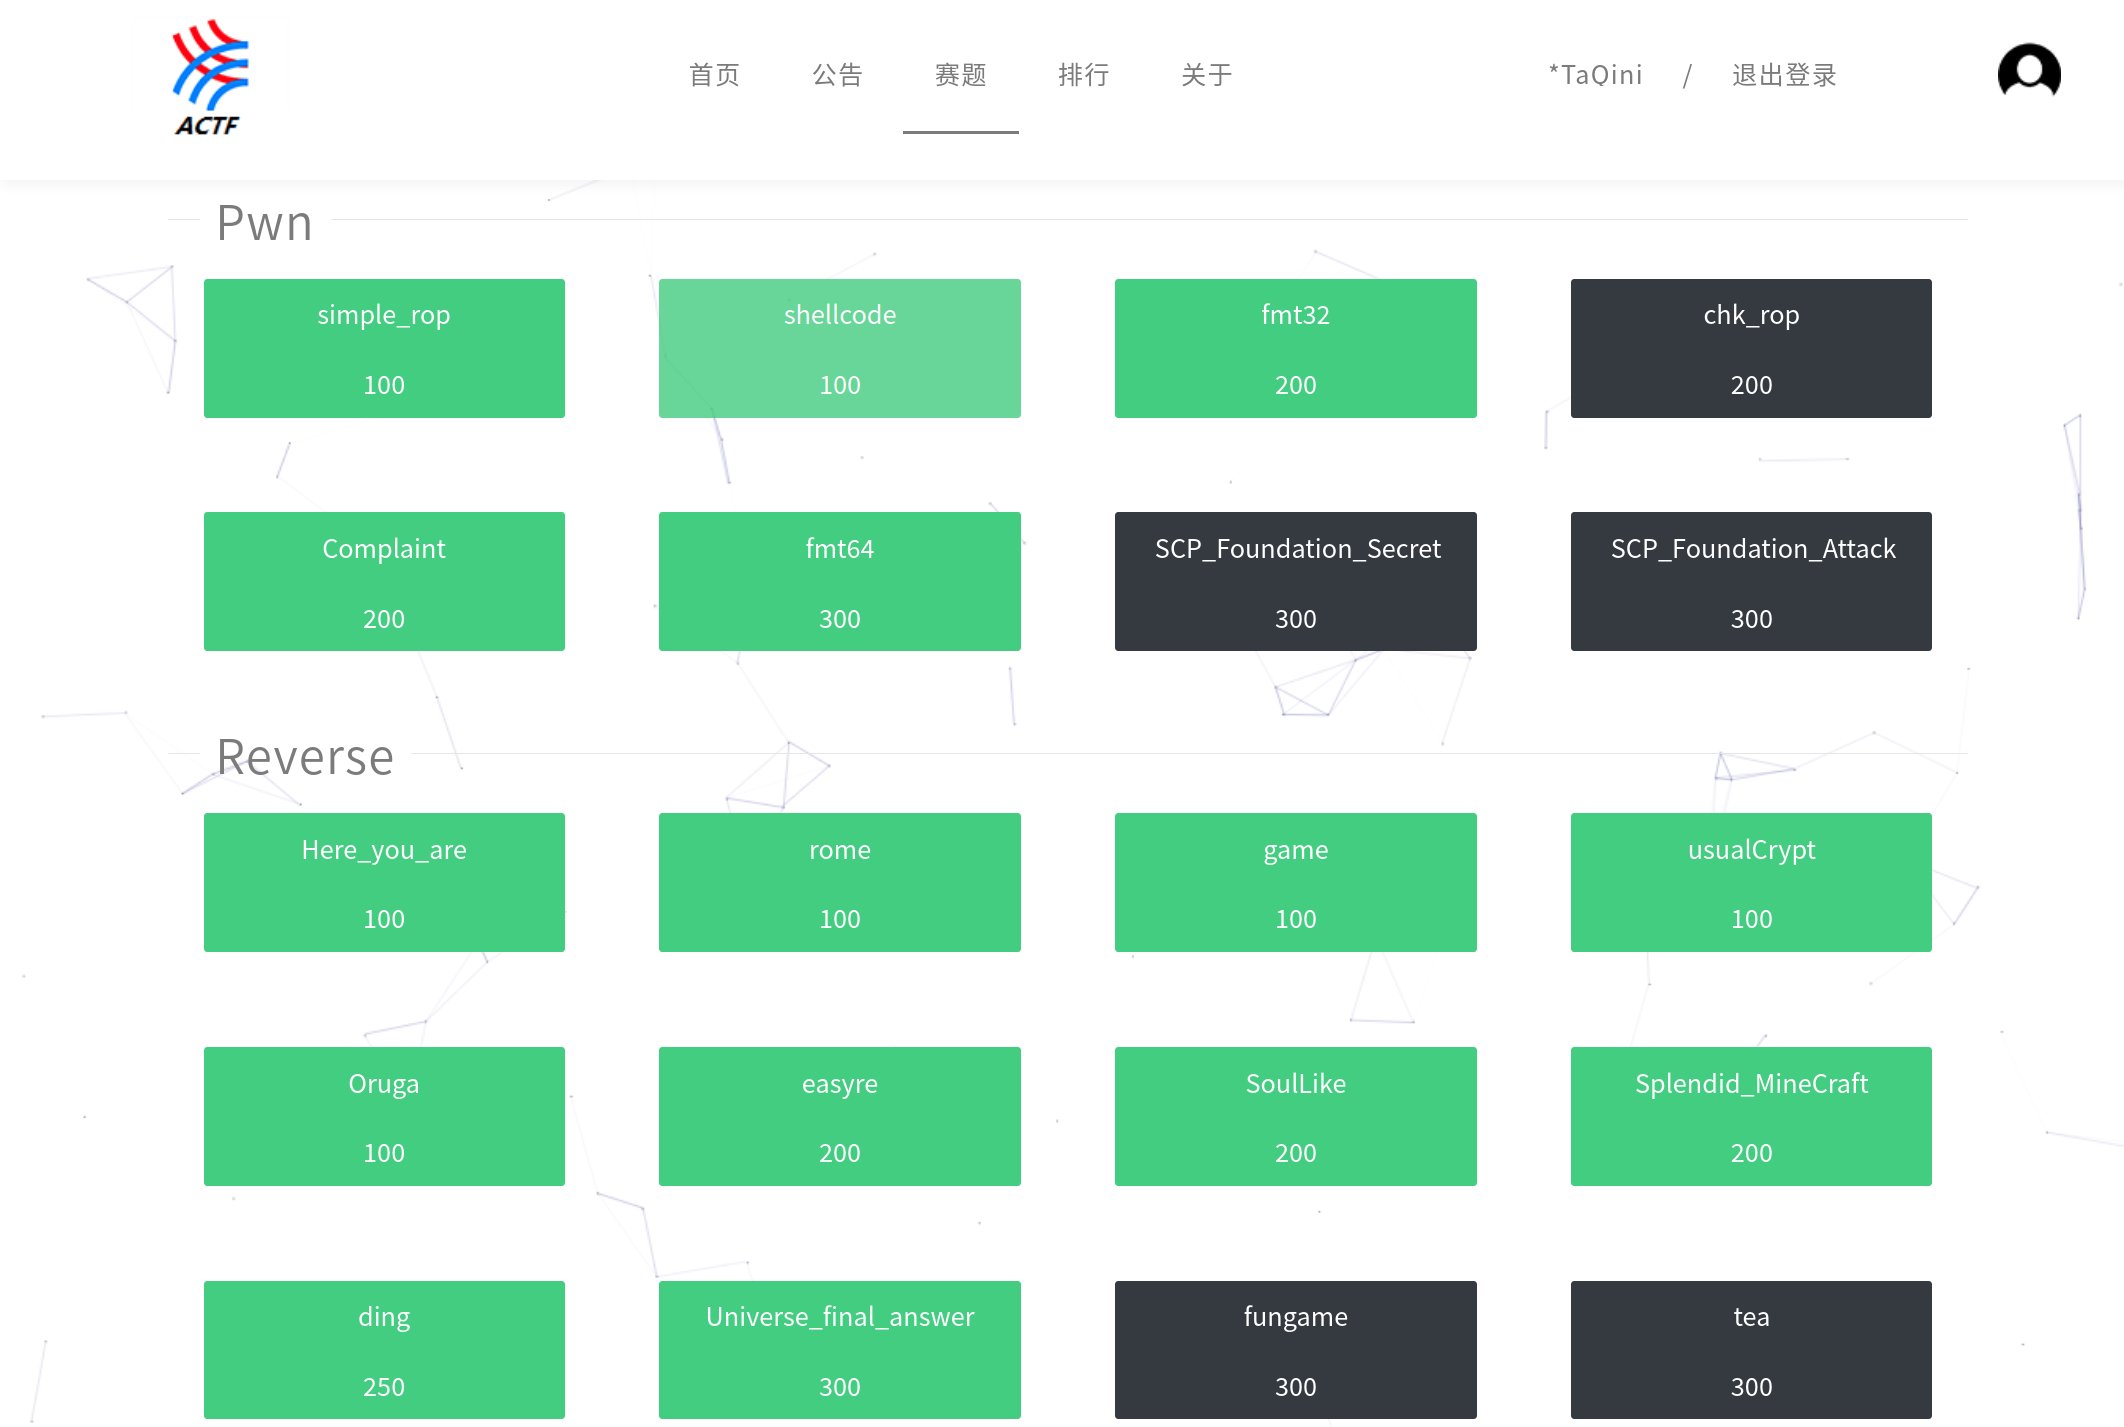 ACTF
首页 公告 赛题 排行 关于 *TaQini / 退出登录
Pwn
simple_rop shellcode fmt32 chk_rop
100 100 200 200
Complaint fmt64 SCP_Foundation_Secret SCP_Foundation_Attack
200 300 300 300
Reverse
Here_you_are rome game usualCrypt
100 100 100 100
Oruga easyre SoulLike Splendid_MineCraft
100 200 200 200
ding Universe_final_answer fungame tea
250 300 300 300